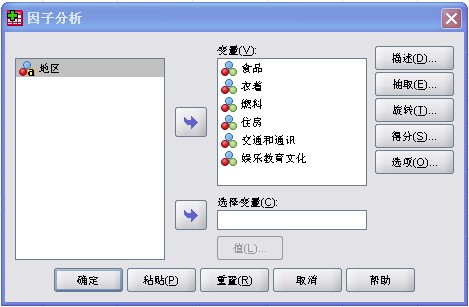 因子分析
变量(V):
地区
食品
衣着
燃料
住房
交通和通识
娱乐教育文化
描述(D)...
抽取(E)...
旋转(T)...
得分(S)...
选项(O)...
选择变量(C):
值(L)...
确定
粘贴(P)
重置(R)
取消
帮助